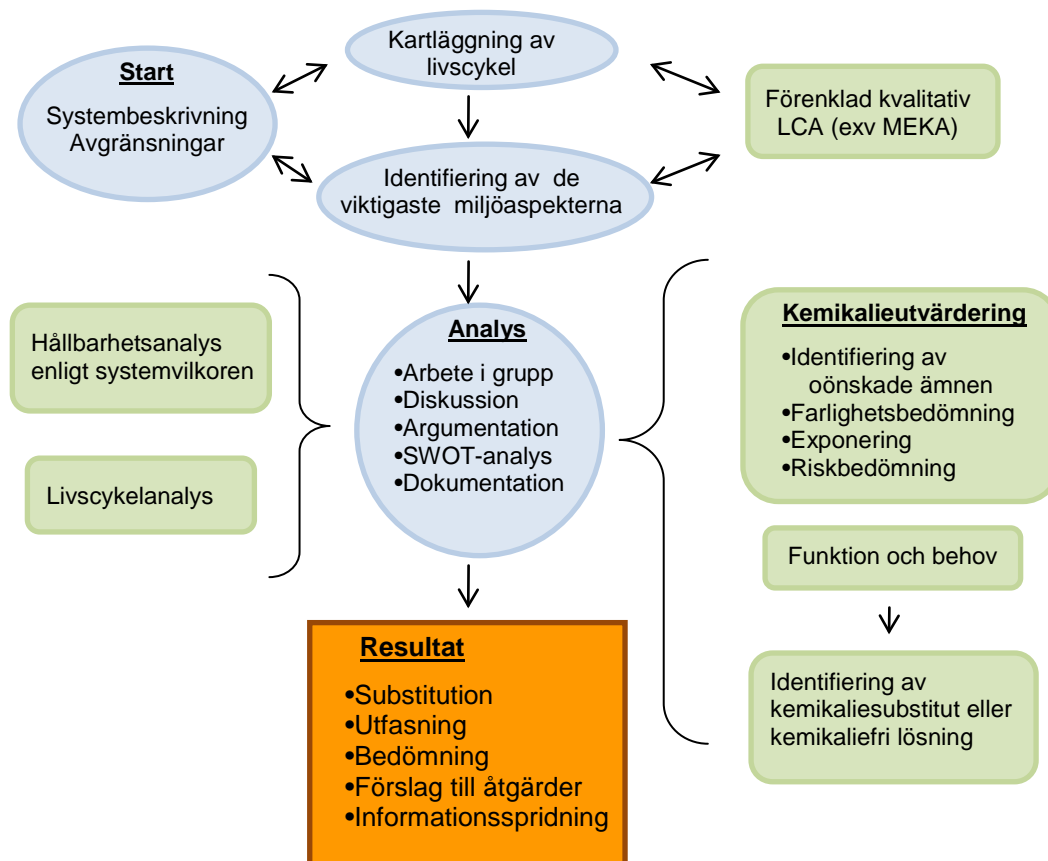 Kartläggning av
livscykel
Start
Systembeskrivning
Avgränsningar
Förenklad kvalitativ
LCA (exv MEKA)
Identifiering av de
viktigaste miljöaspekterna
Hållbarhetsanalys
enligt systemvilkoren
Livscykelanalys
Analys
•Arbete i grupp
•Diskussion
•Argumentation
•SWOT-analys
•Dokumentation
Kemikalieutvärdering
•Identifiering av
oönskade ämnen
•Farlighetsbedömning
•Exponering
•Riskbedömning
Funktion och behov
Identifiering av
kemikaliesubstitut eller
kemikaliefri lösning
Resultat
•Substitution
•Utfasning
•Bedömning
•Förslag till åtgärder
•Informationsspridning